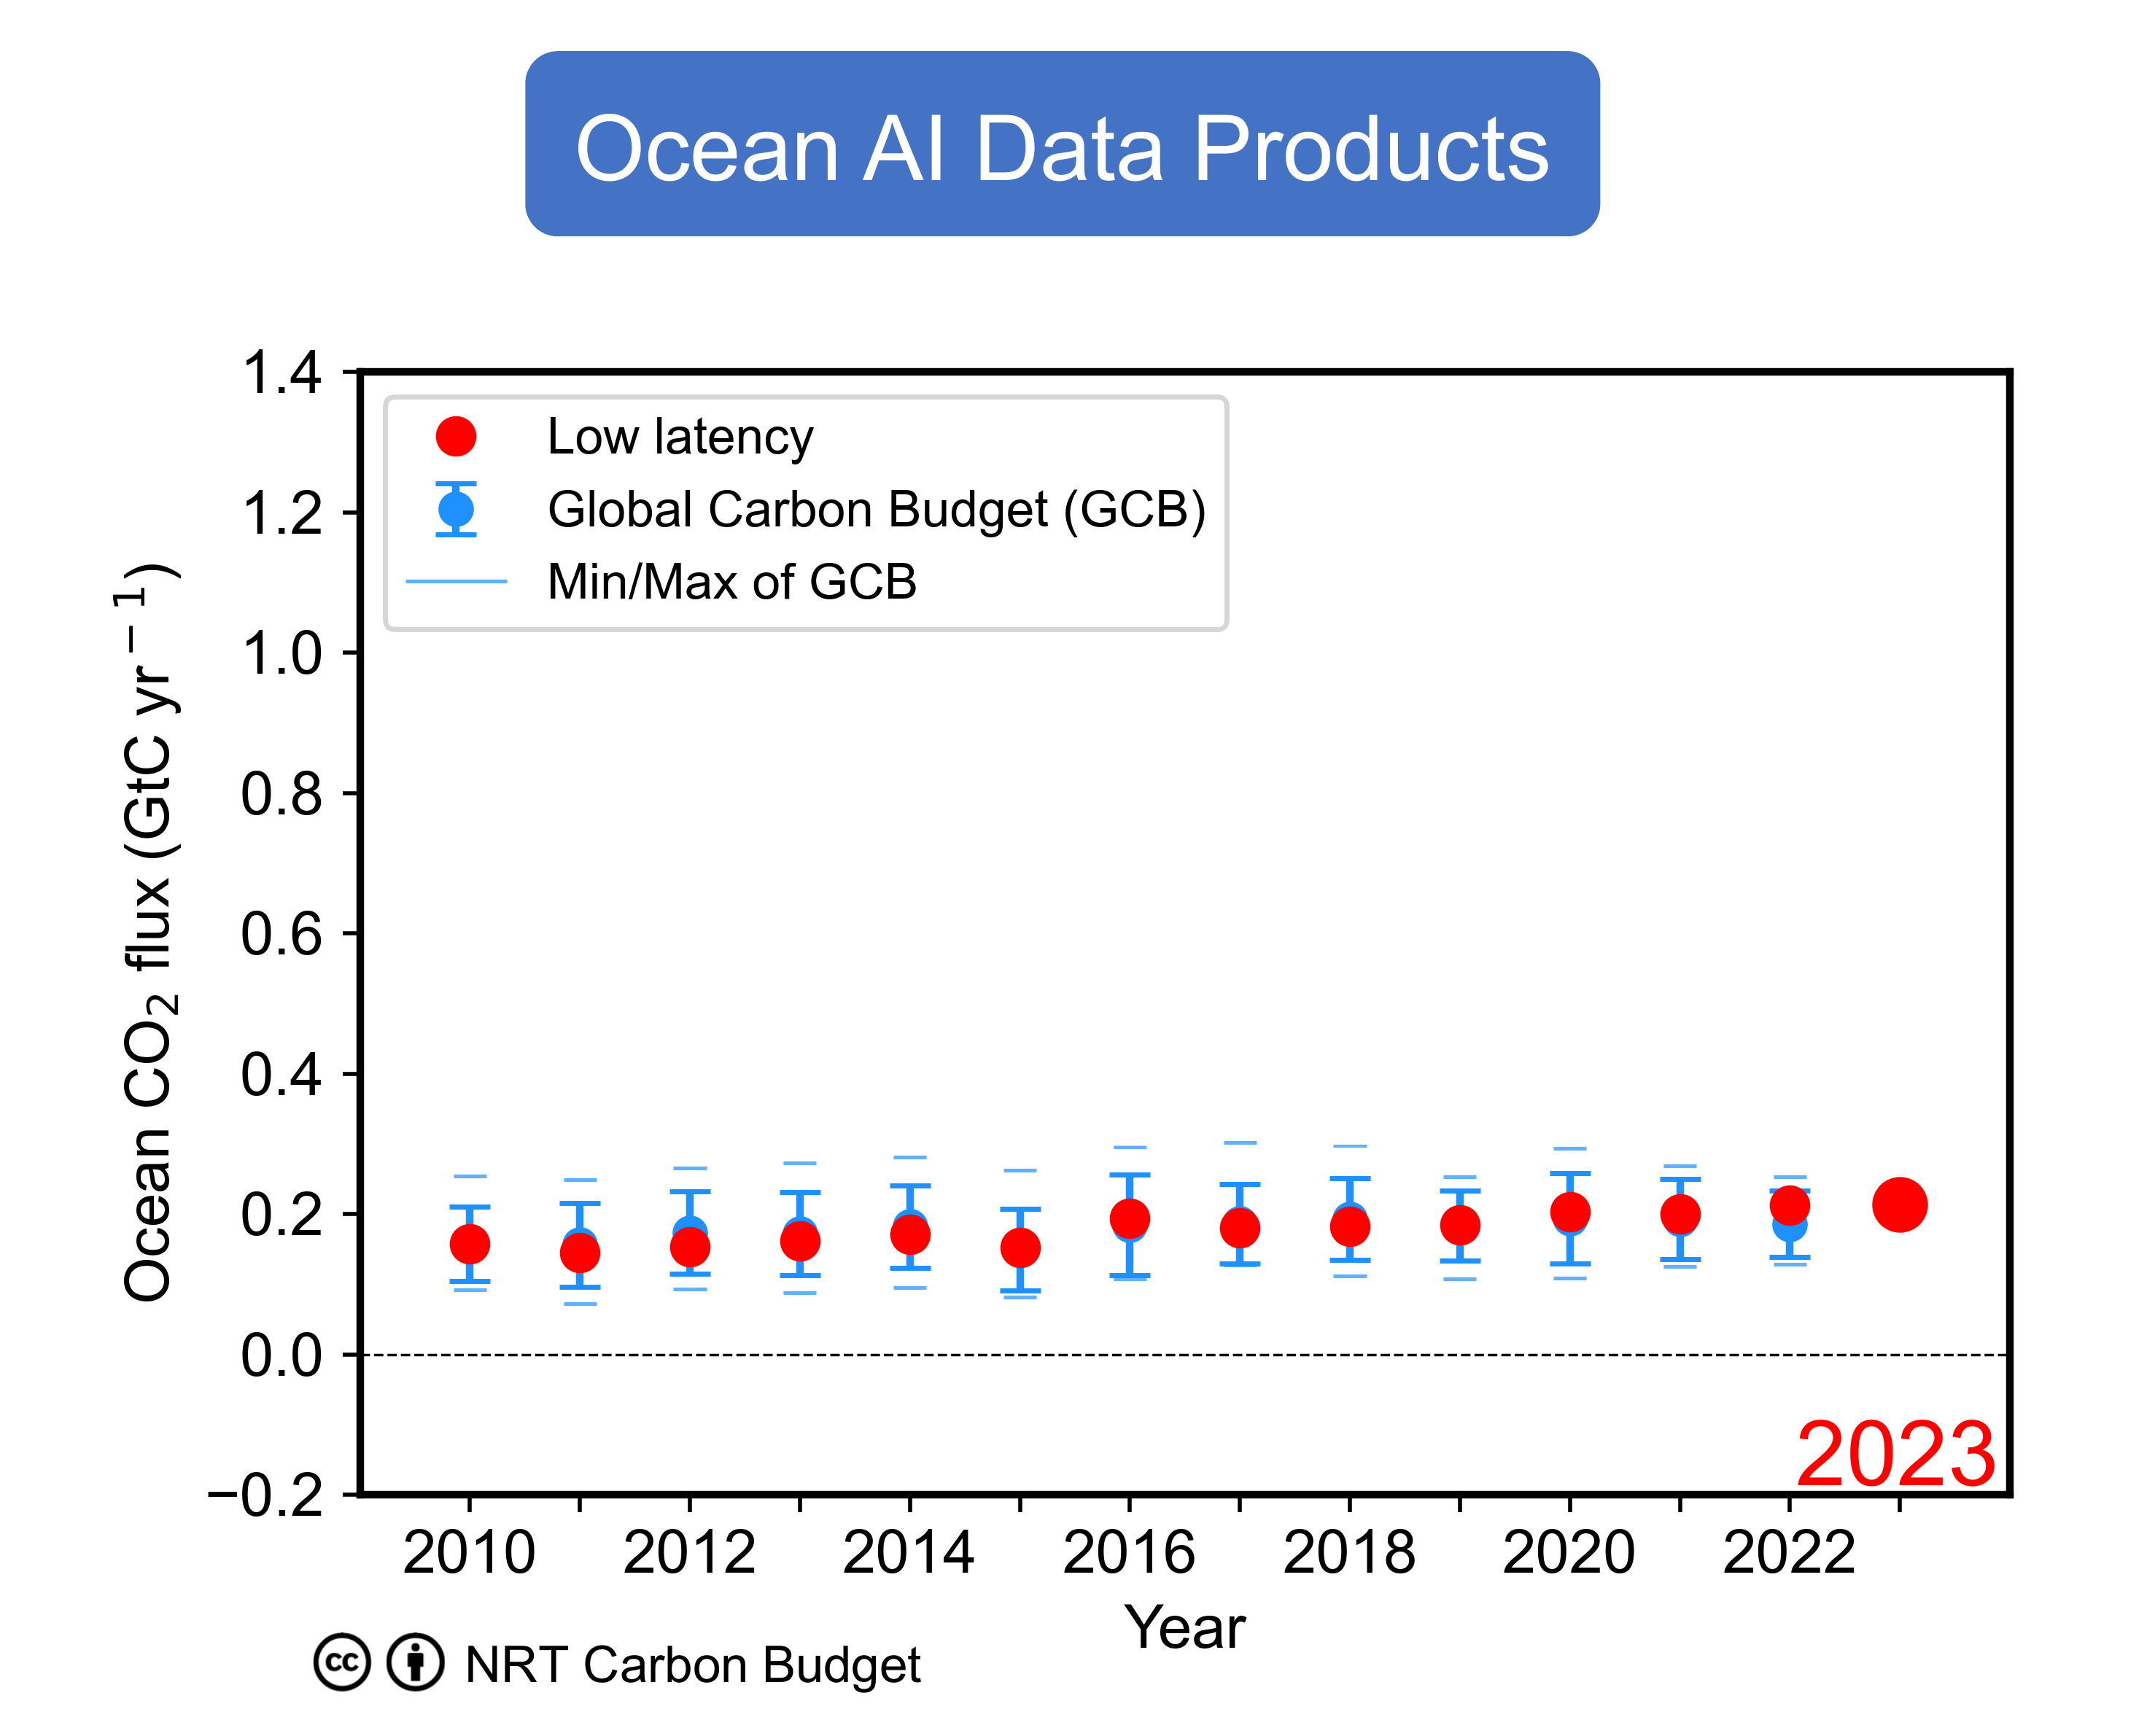 Ocean AI Data Products
1.4
1.2
1.0
0.8
0.6
0.4
0.2
0.0
−0.2
Ocean CO₂ flux (GtC yr⁻¹)
Low latency
Global Carbon Budget (GCB)
Min/Max of GCB
2023
2010 2012 2014 2016 2018 2020 2022
Year
cc NRT Carbon Budget